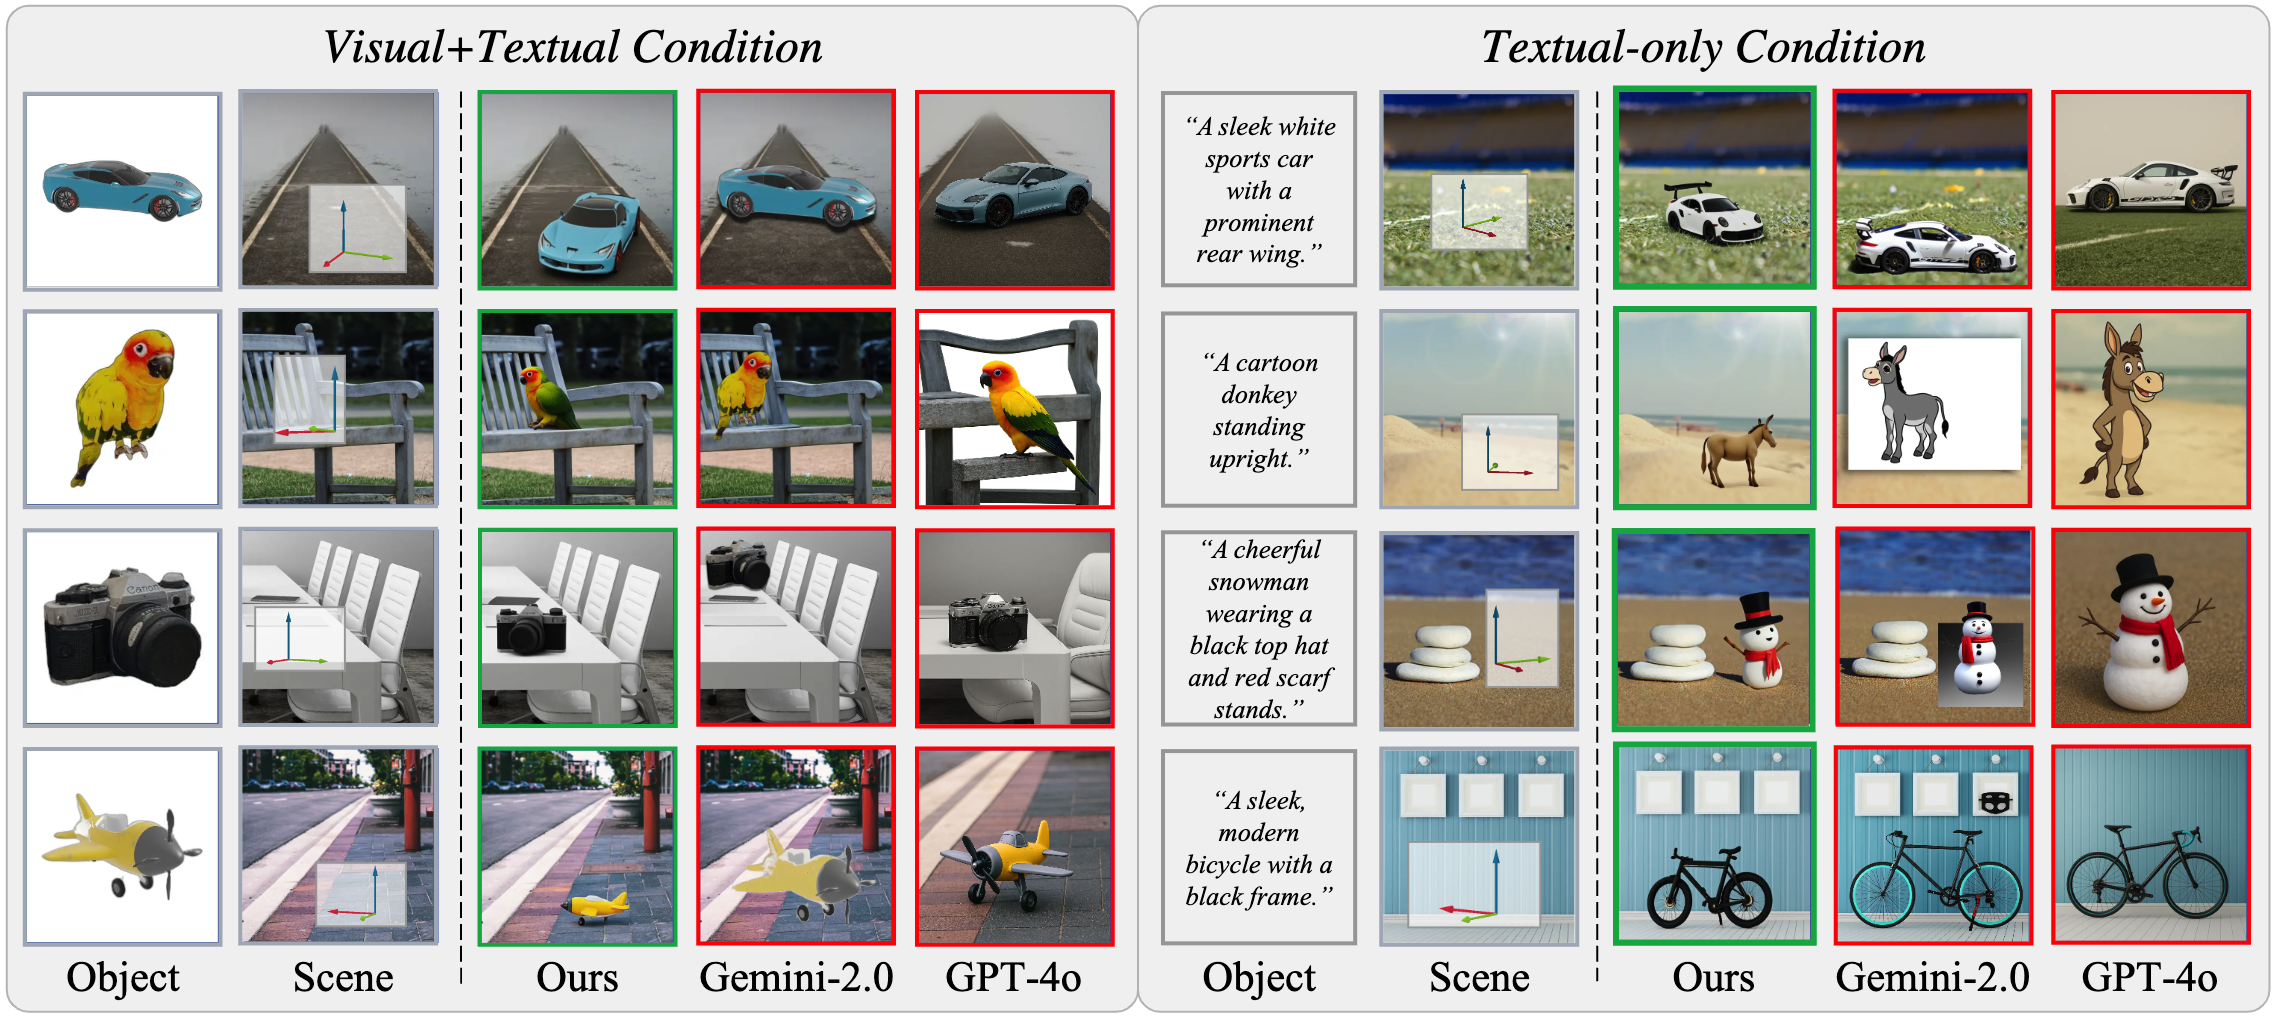 Visual+Textual Condition
Textual-only Condition
Canon
“A sleek white
sports car
with a
prominent
rear wing.”
“A cartoon
donkey
standing
upright.”
“A cheerful
snowman
wearing a
black top hat
and red scarf
stands.”
“A sleek,
modern
bicycle with a
black frame.”
Object
Scene
Ours
Gemini-2.0
GPT-4o
Object
Scene
Ours
Gemini-2.0
GPT-4o